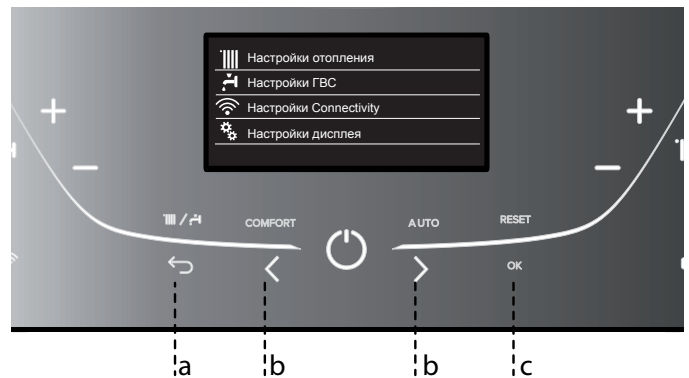 Настройки отопления
Настройки ГВС
Настройки Connectivity
Настройки дисплея
COMFORT
AUTO
RESET
OK
a
b
b
c